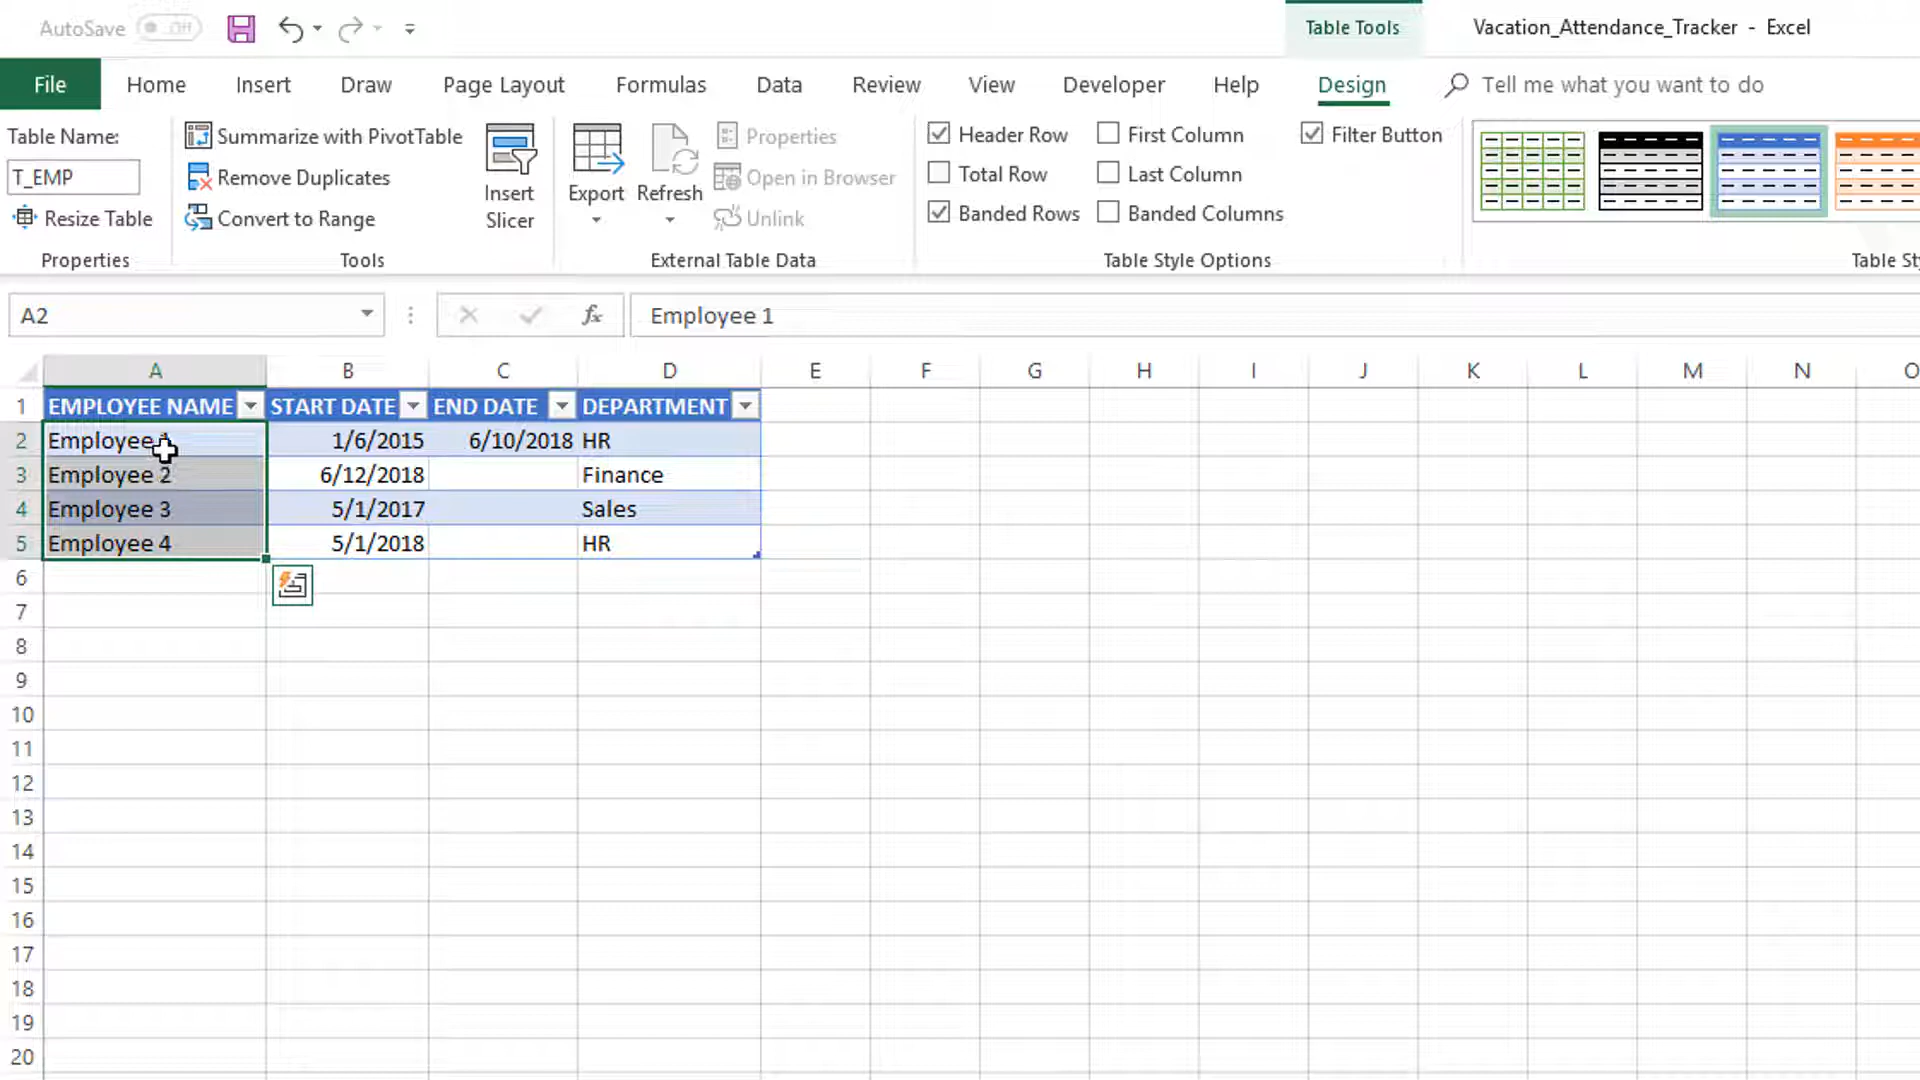 AutoSave Off
Table Tools
Vacation_Attendance_Tracker - Excel
File Home Insert Draw Page Layout Formulas Data Review View Developer Help Design Tell me what you want to do
Table Name:
T_EMP
Resize Table
Properties
Summarize with PivotTable
Remove Duplicates
Convert to Range
Tools
Insert
Slicer
Export
Refresh
Properties
Open in Browser
Unlink
External Table Data
Header Row
First Column
Filter Button
Total Row
Last Column
Banded Rows
Banded Columns
Table Style Options
Table St
A2
fx
Employee 1
A B C D E F G H I J K L M N O
1 EMPLOYEE NAME START DATE END DATE DEPARTMENT
2 Employee 1/6/2015 6/10/2018 HR
3 Employee 2 6/12/2018 Finance
4 Employee 3 5/1/2017 Sales
5 Employee 4 5/1/2018 HR
6
7
8
9
10
11
12
13
14
15
16
17
18
19
20